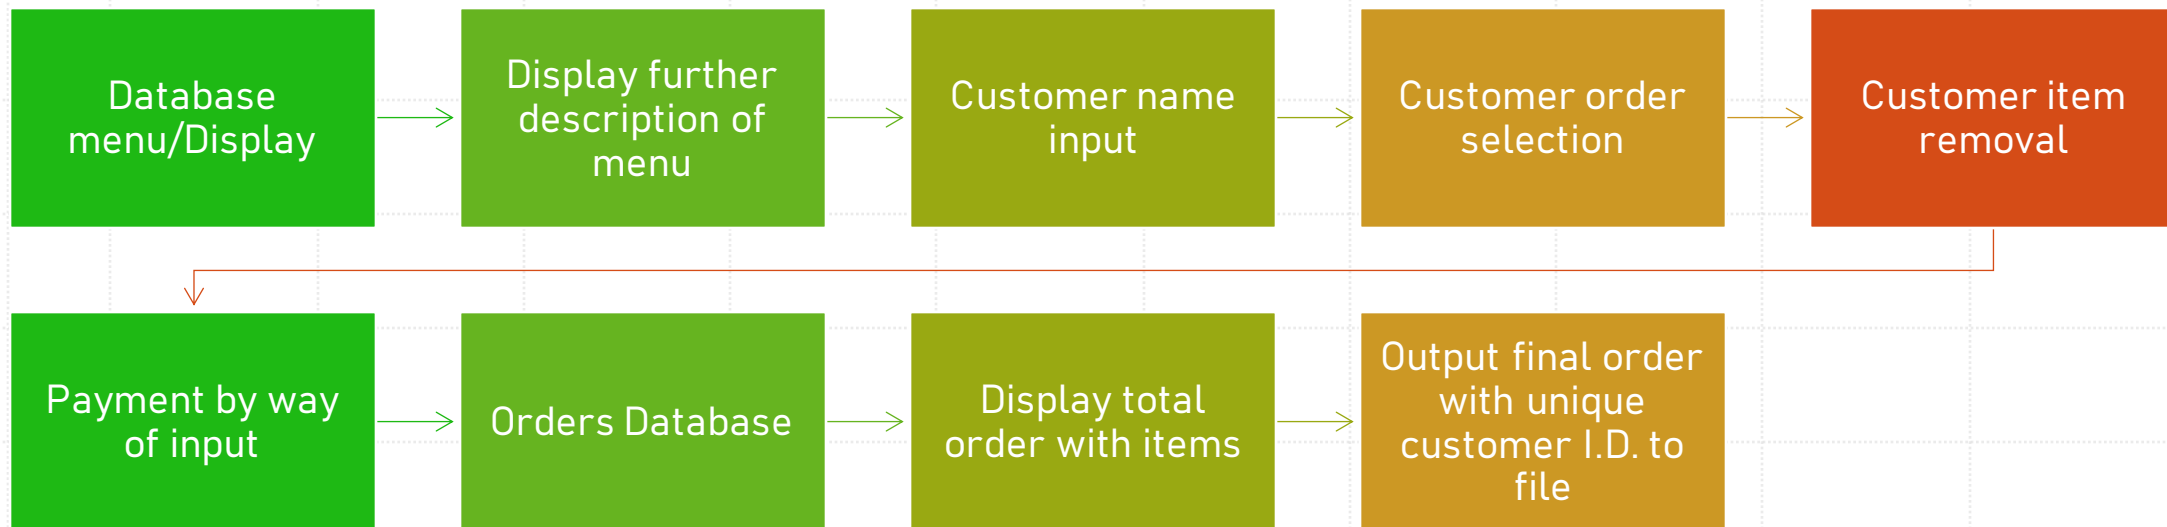 Database
menu/Display
Display further
description of
menu
Customer name
input
Customer order
selection
Customer item
removal
Payment by way
of input
Orders Database
Display total
order with items
Output final order
with unique
customer I.D. to
file